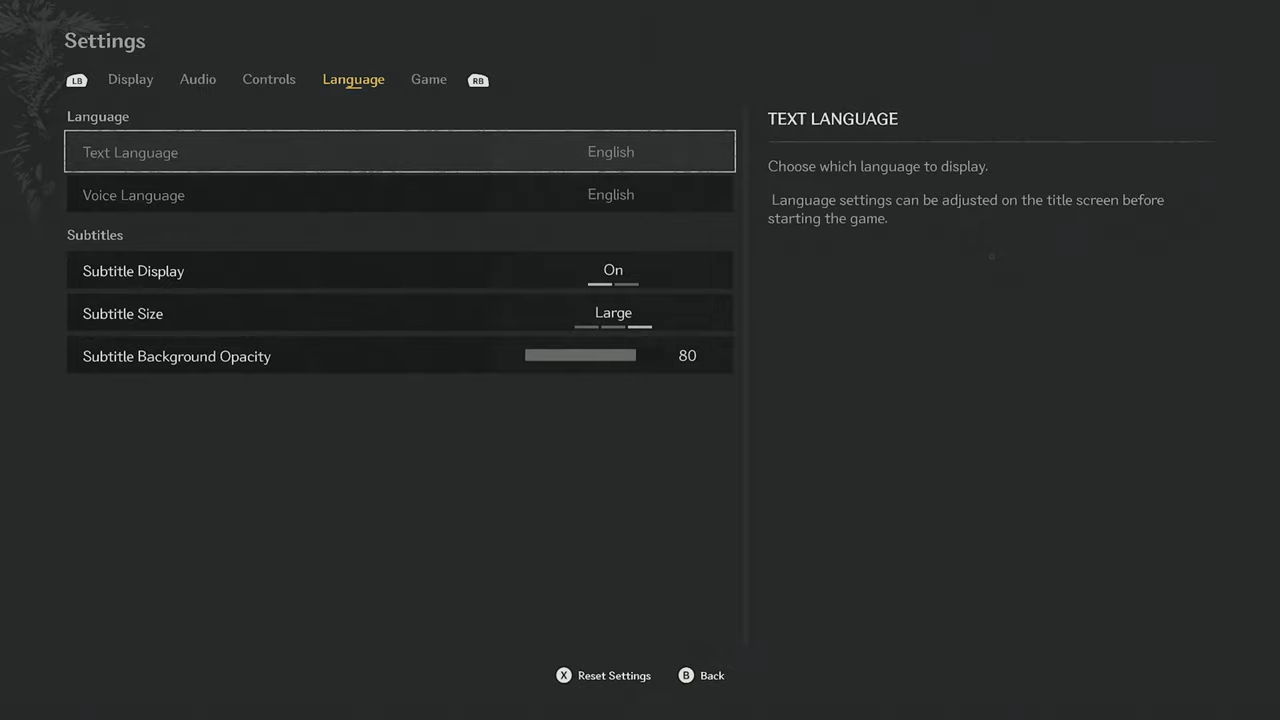 Settings
LB Display Audio Controls Language Game RB
Language
Text Language English
Voice Language English
Subtitles
Subtitle Display On
Subtitle Size Large
Subtitle Background Opacity 80
TEXT LANGUAGE
Choose which language to display.
Language settings can be adjusted on the title screen before
starting the game.
X Reset Settings B Back